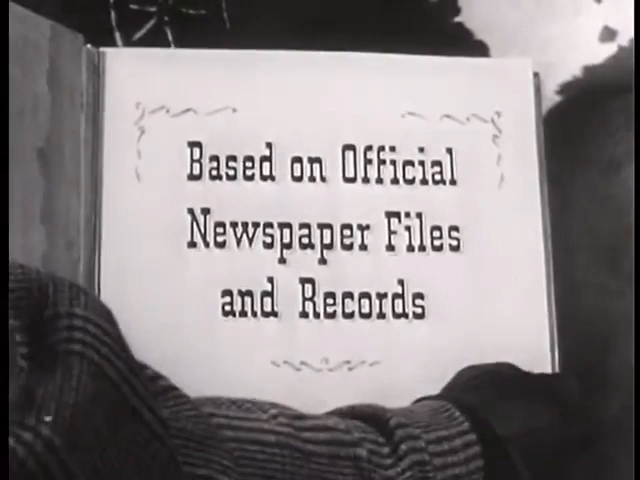 Based on Official
Newspaper Files
and Records